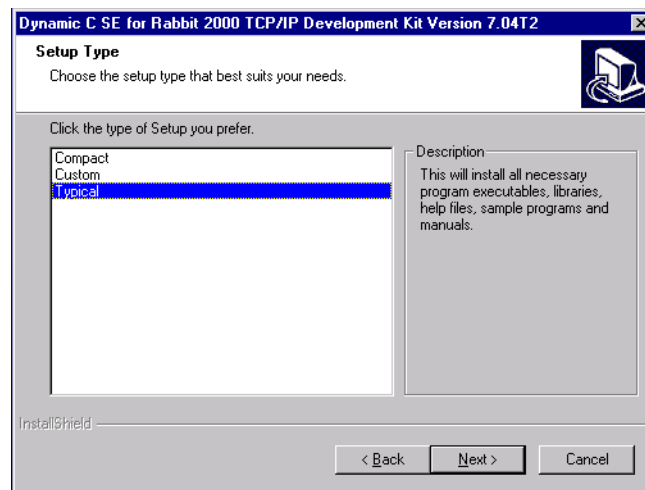 Dynamic C SE for Rabbit 2000 TCP/IP Development Kit Version 7.04T2
Setup Type
Choose the setup type that best suits your needs.
Click the type of Setup you prefer.
Compact
Custom
Typical
Description
This will install all necessary
program executables, libraries,
help files, sample programs and
manuals.
InstallShield
< Back
Next >
Cancel